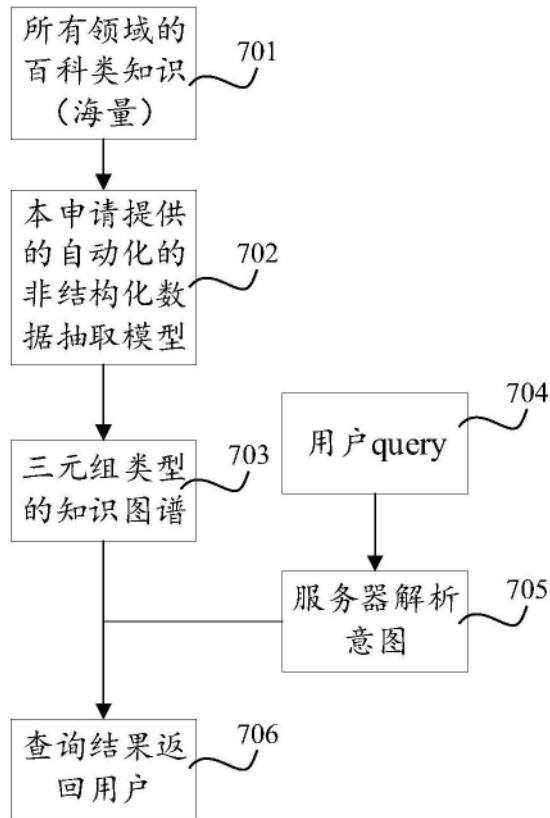 所有领域的
百科类知识
（海量）
701
本申请提供
的自动化的
非结构化数
据抽取模型
702
三元组类型
的知识图谱
703
用户query
704
服务器解析
意图
705
查询结果返
回用户
706